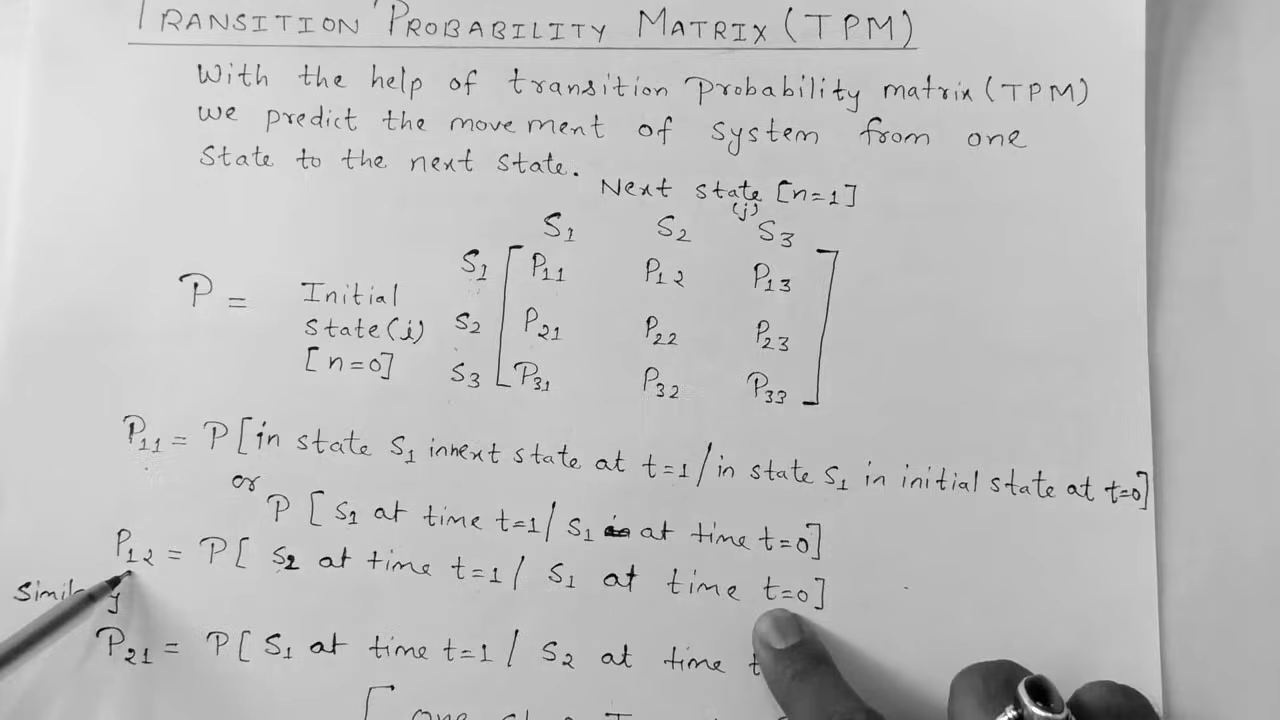 TRANSITION PROBABILITY MATRIX (TPM)
With the help of transition Probability matrix (TPM)
we predict the movement of system from one
State to the next state.
Next state [n=1]
(j)
S1 S2 S3
P = Initial state(i) [n=0]
S1 P11 P12 P13
S2 P21 P22 P23
S3 P31 P32 P33
P11 = P[in state S1 in next state at t=1/in state S1 in initial state at t=0]
or
P [S1 at time t=1/S1 at time t=0]
P12 = P[ S2 at time t=1/ S1 at time t=0]
P21 = P[ S1 at time t=1 / S2 at time